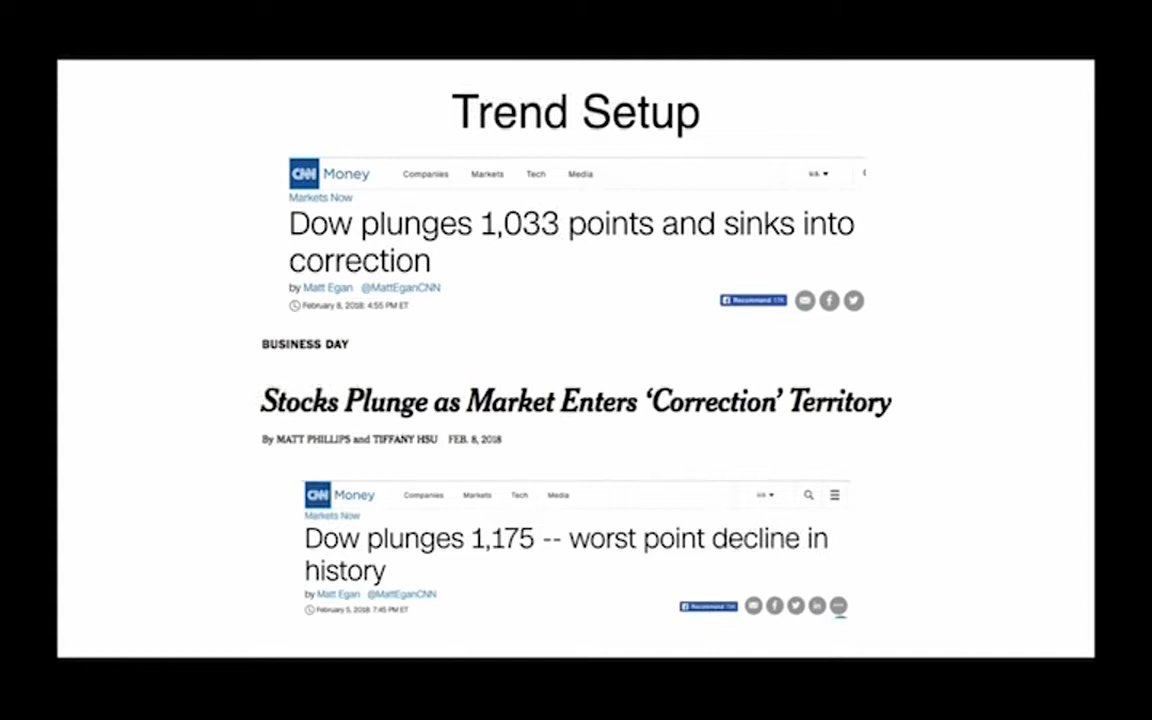 Trend Setup
CNN Money Companies Markets Tech Media U.S.
Markets Now
Dow plunges 1,033 points and sinks into
correction
by Matt Egan @MattEganCNN
February 8, 2018: 4:55 PM ET
Recommend
BUSINESS DAY
Stocks Plunge as Market Enters ‘Correction’ Territory
By MATT PHILLIPS and TIFFANY HSU FEB. 8, 2018
CNN Money Companies Markets Tech Media U.S.
Markets Now
Dow plunges 1,175 -- worst point decline in
history
by Matt Egan @MattEganCNN
February 5, 2018: 7:45 PM ET
Recommend